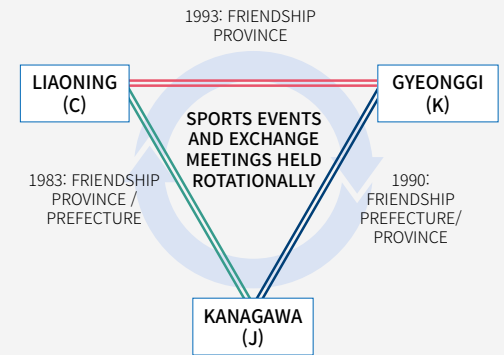 1993: FRIENDSHIP
PROVINCE
LIAONING
(C)
GYEONGGI
(K)
SPORTS EVENTS
AND EXCHANGE
MEETINGS HELD
ROTATIONALLY
1983: FRIENDSHIP
PROVINCE /
PREFECTURE
1990:
FRIENDSHIP
PREFECTURE/
PROVINCE
KANAGAWA
(J)